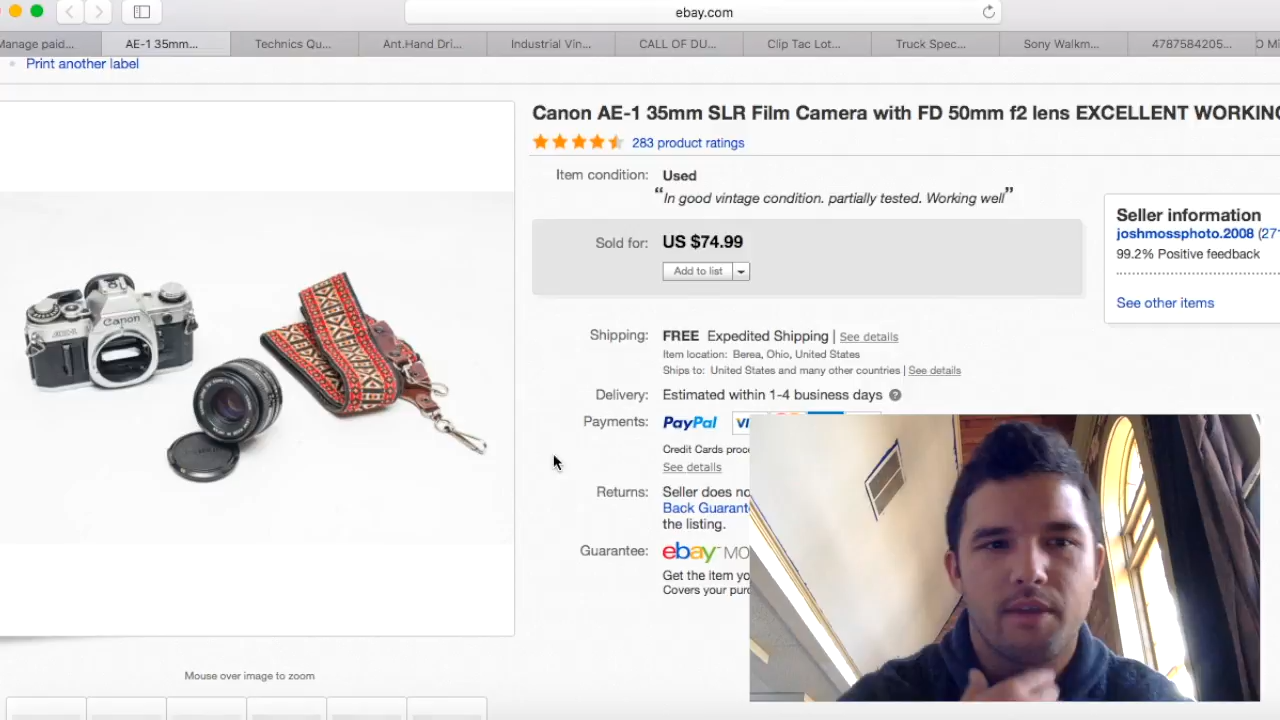 ebay.com
Manage paid...
AE-1 35mm...
Technics Qu...
Ant.Hand Dri...
Industrial Vin...
CALL OF DU...
Clip Tac Lot...
Truck Spec...
Sony Walkm...
4787584205...
Print another label
Canon AE-1 35mm SLR Film Camera with FD 50mm f2 lens EXCELLENT WORKING
283 product ratings
Item condition: Used
“In good vintage condition. partially tested. Working well”
Sold for: US $74.99
Add to list
Shipping: FREE Expedited Shipping | See details
Item location: Berea, Ohio, United States
Ships to: United States and many other countries | See details
Delivery: Estimated within 1-4 business days ?
Payments: PayPal
Credit Cards
See details
Returns: Seller does
Back
the listing.
Guarantee: ebay
Get the item
Covers your
Seller information
joshmossphoto.2008
99.2% Positive feedback
See other items
Canon
Mouse over image to zoom